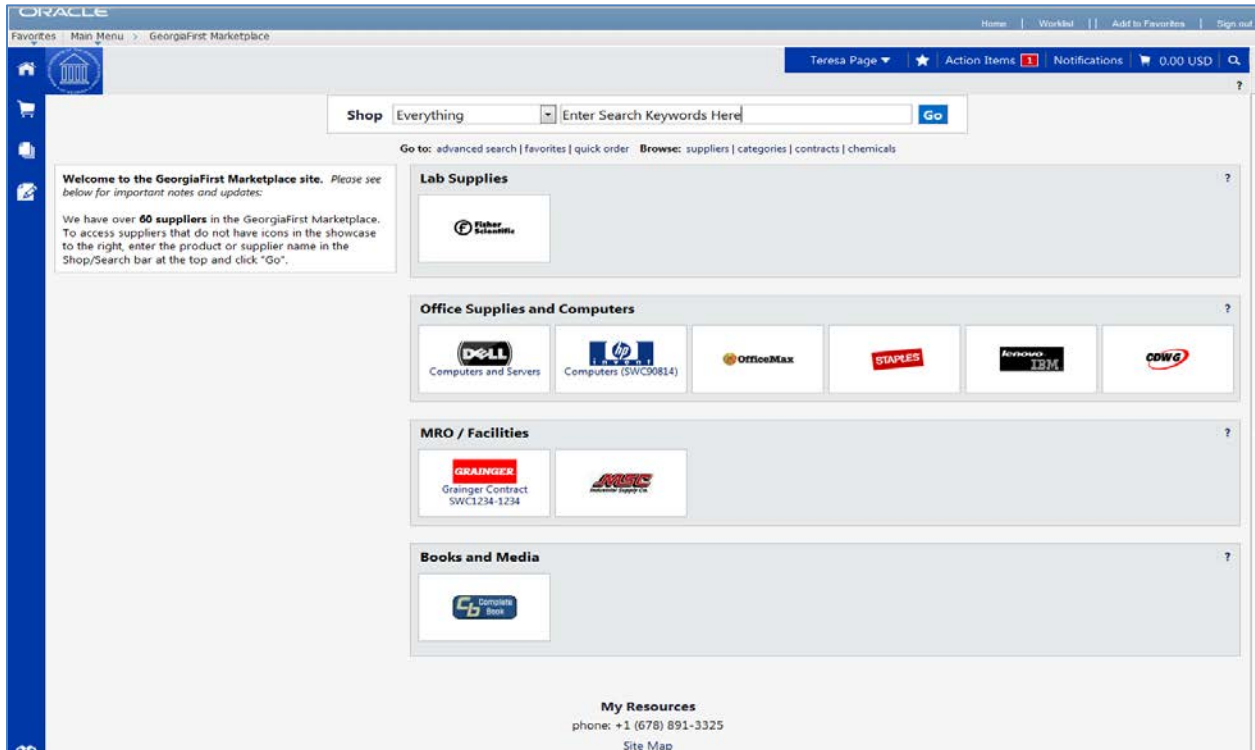 ORACLE
Home | Worklist || Add to Favorites | Sign out
Favorites Main Menu > GeorgiaFirst Marketplace
Teresa Page ▼ ★ Action Items 1 Notifications 0.00 USD
?
Shop Everything Enter Search Keywords Here Go
Go to: advanced search | favorites | quick order Browse: suppliers | categories | contracts | chemicals
Welcome to the GeorgiaFirst Marketplace site. Please see
below for important notes and updates:
We have over 60 suppliers in the GeorgiaFirst Marketplace.
To access suppliers that do not have icons in the showcase
to the right, enter the product or supplier name in the
Shop/Search bar at the top and click "Go".
Lab Supplies ?
Fisher
Scientific
Office Supplies and Computers ?
DELL
Computers and Servers
hp
invent
Computers (SWC90814)
OfficeMax
STAPLES
lenovo
IBM
CDWG
MRO / Facilities ?
GRAINGER
Grainger Contract
SWC1234-1234
MSC
Industrial Supply Co.
Books and Media ?
Cb Complete
Book
My Resources
phone: +1 (678) 891-3325
Site Map